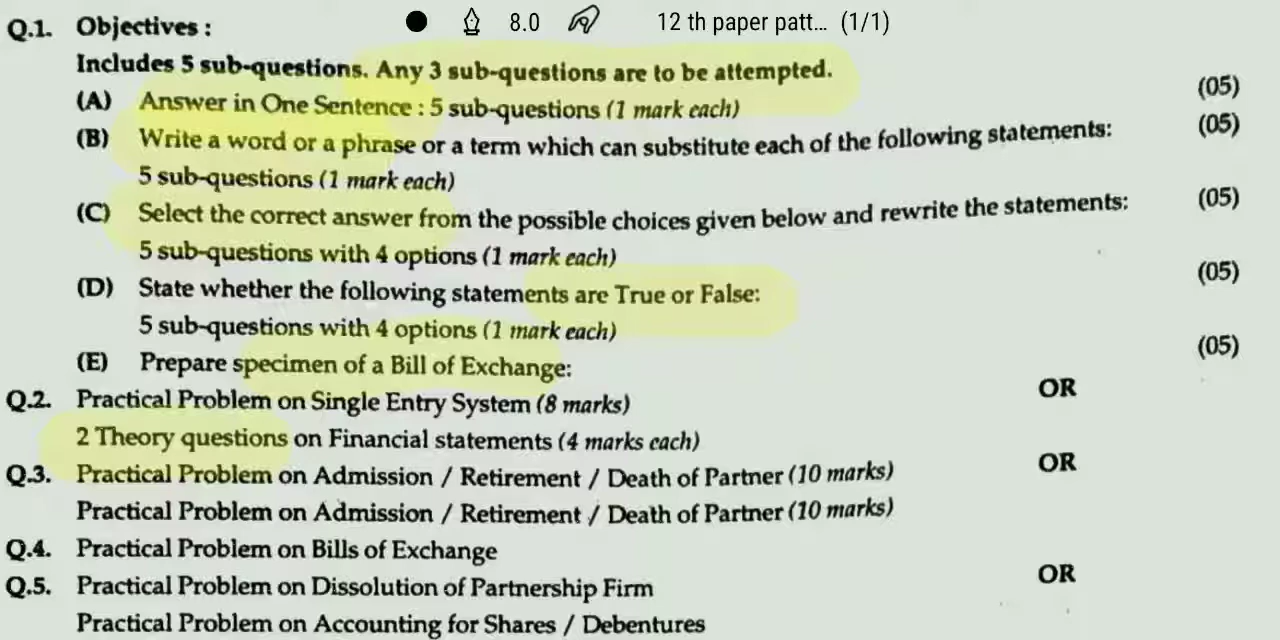 ● 8.0 12 th paper patt... (1/1)
Q.1. Objectives :
Includes 5 sub-questions. Any 3 sub-questions are to be attempted.
(A) Answer in One Sentence : 5 sub-questions (1 mark each) (05)
(B) Write a word or a phrase or a term which can substitute each of the following statements: (05)
5 sub-questions (1 mark each)
(C) Select the correct answer from the possible choices given below and rewrite the statements: (05)
5 sub-questions with 4 options (1 mark each)
(D) State whether the following statements are True or False: (05)
5 sub-questions with 4 options (1 mark each)
(E) Prepare specimen of a Bill of Exchange: (05)
Q.2. Practical Problem on Single Entry System (8 marks) OR
2 Theory questions on Financial statements (4 marks each)
Q.3. Practical Problem on Admission / Retirement / Death of Partner (10 marks) OR
Practical Problem on Admission / Retirement / Death of Partner (10 marks)
Q.4. Practical Problem on Bills of Exchange
Q.5. Practical Problem on Dissolution of Partnership Firm OR
Practical Problem on Accounting for Shares / Debentures